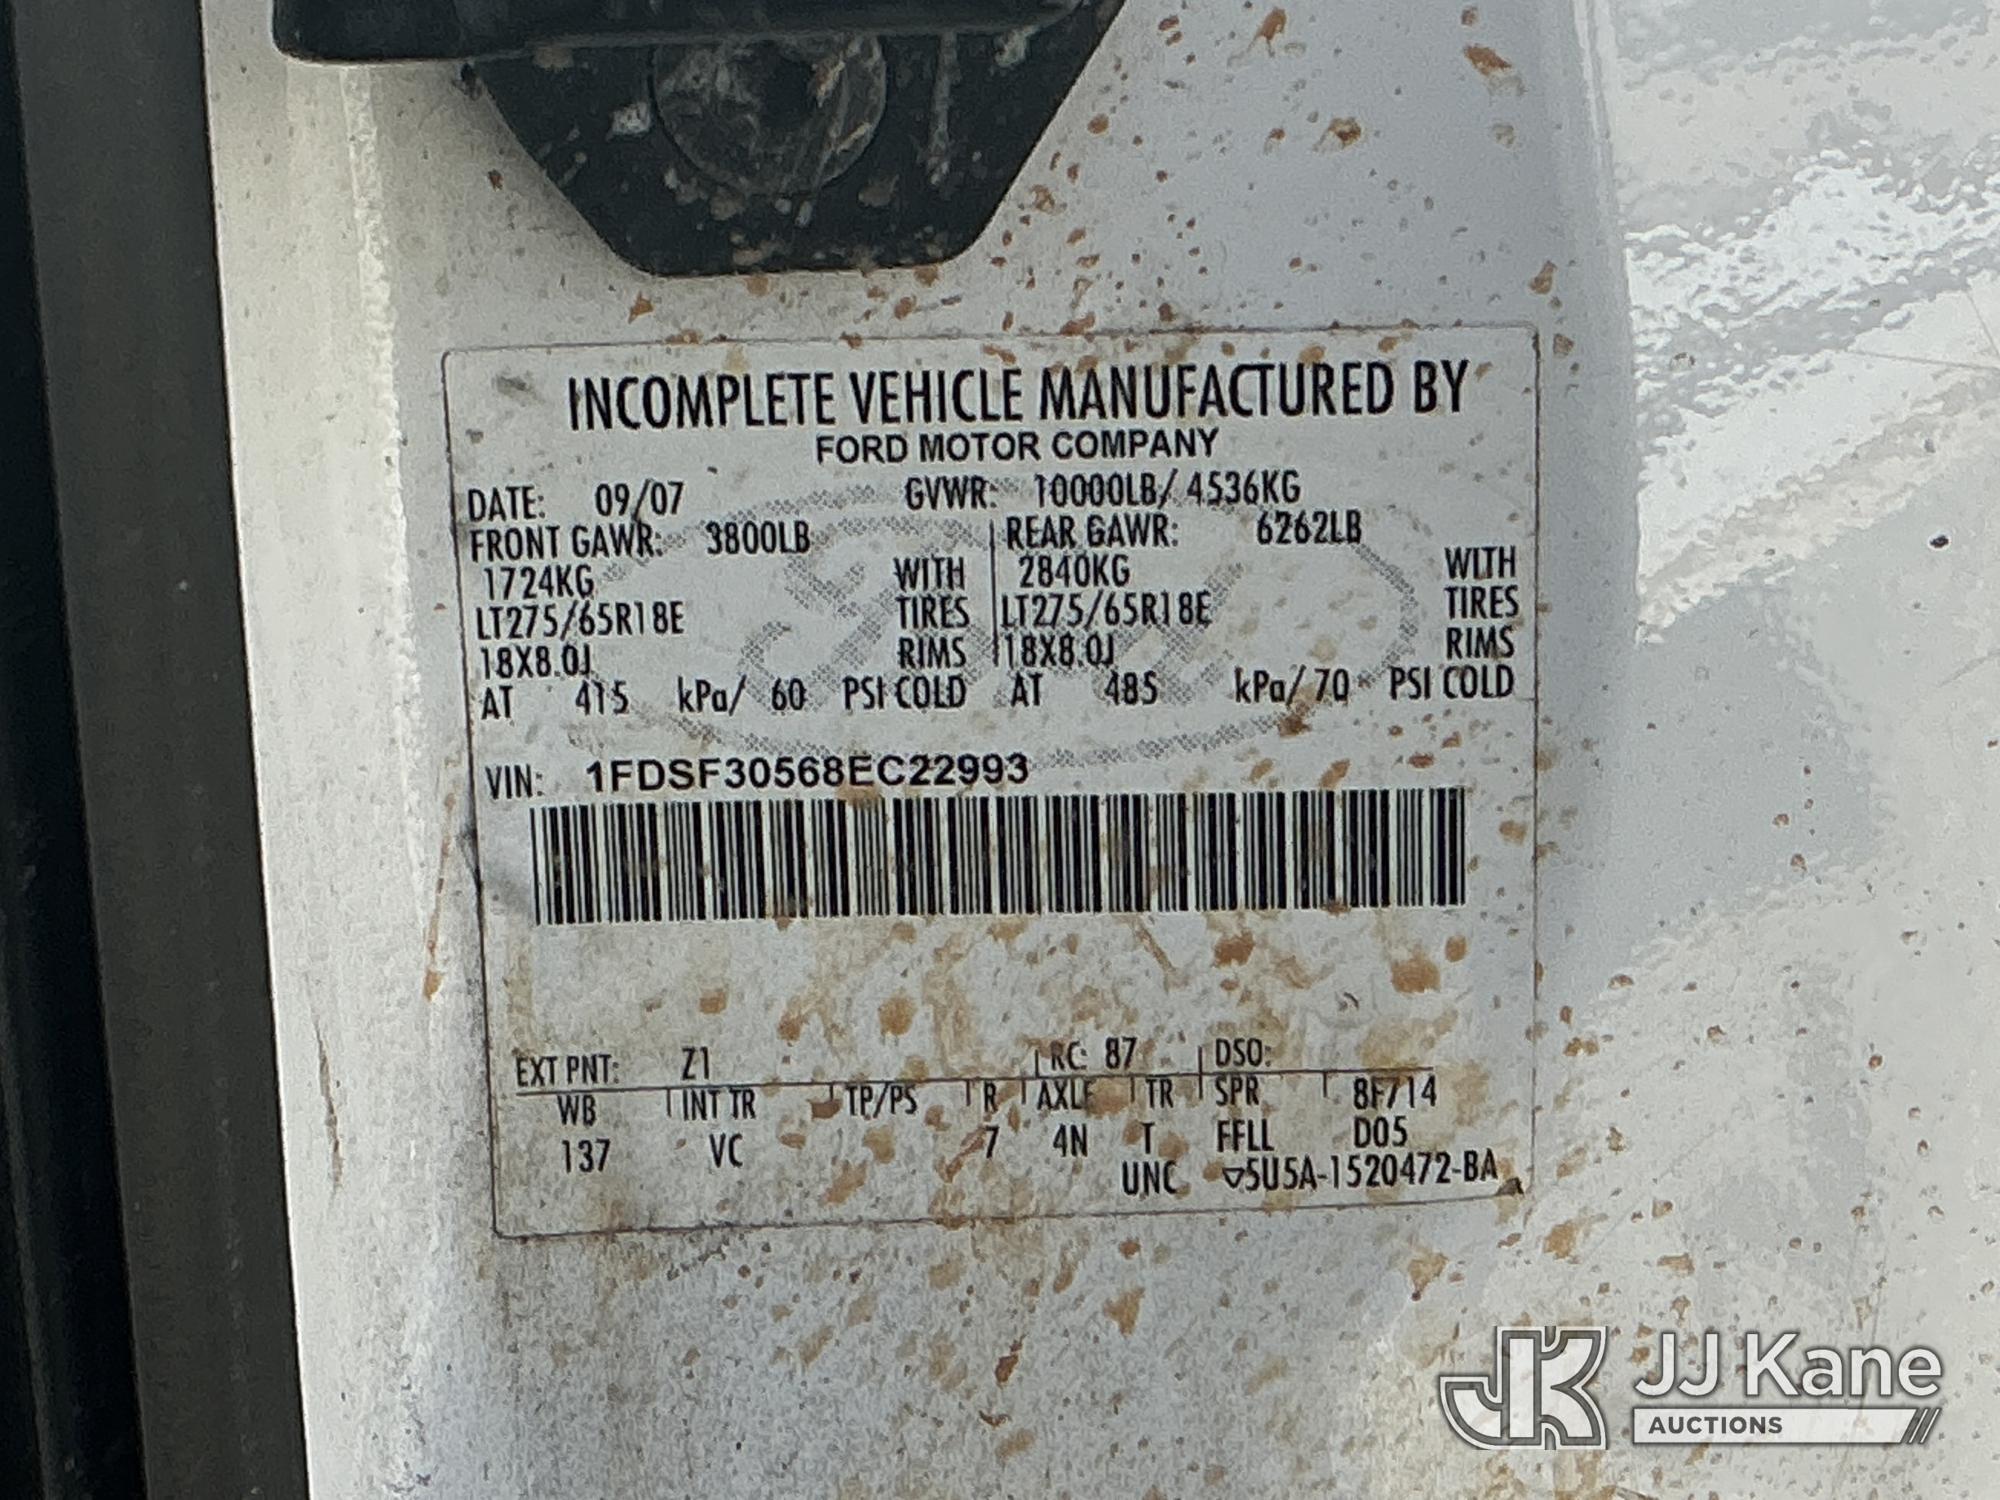 INCOMPLETE VEHICLE MANUFACTURED BY
FORD MOTOR COMPANY
DATE: 09/07 GVWR: 10000LB/ 4536KG
FRONT GAWR: 3800LB REAR GAWR: 6262LB
1724KG WITH 2840KG WITH
LT275/65R18E TIRES LT275/65R18E TIRES
18X8.0J RIMS 18X8.0J RIMS
AT 415 kPa/ 60 PSI COLD AT 485 kPa/ 70 PSI COLD
VIN: 1FDSF30568EC22993
EXT PNT: Z1 RC: 87 DSO:
WB INT TR TP/PS R AXLE TR SPR 8F714
137 VC 7 4N T FFLL D05
UNC ▽5U5A-1520472-BA
JK JJ Kane
AUCTIONS